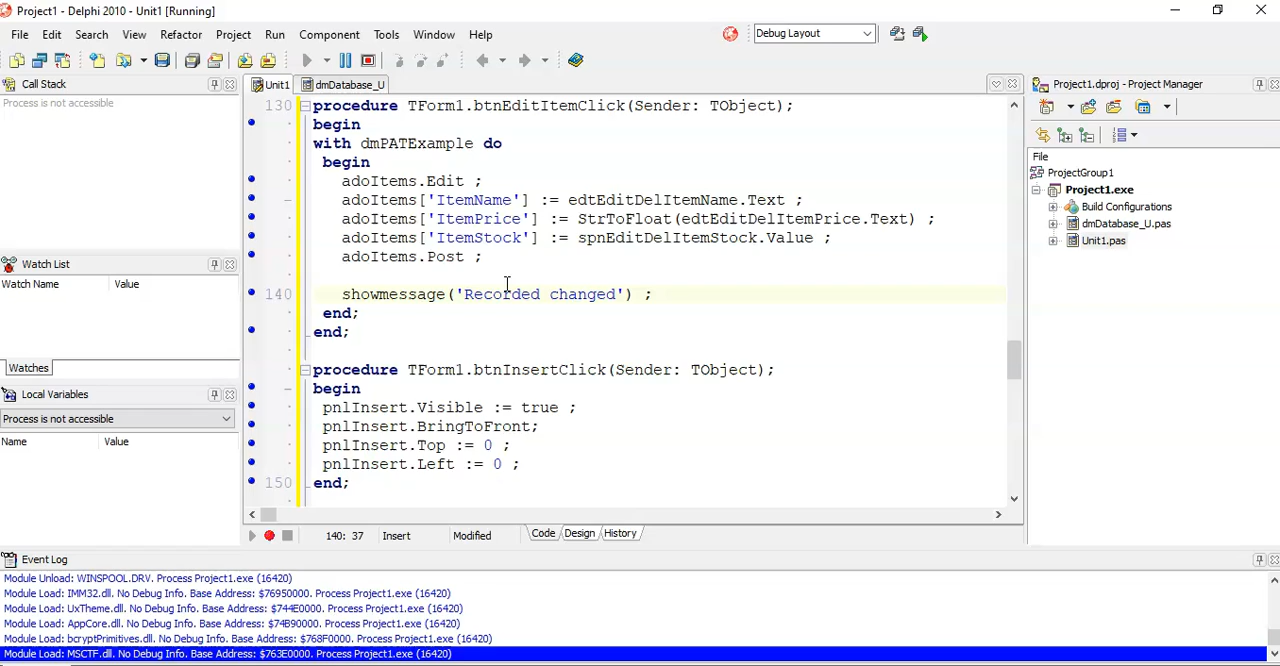 Project1 - Delphi 2010 - Unit1 [Running]
File Edit Search View Refactor Project Run Component Tools Window Help
Debug Layout
Call Stack
Process is not accessible
Watch List
Watch Name Value
Watches
Local Variables
Process is not accessible
Name Value
Unit1 dmDatabase_U
130 procedure TForm1.btnEditItemClick(Sender: TObject);
begin
with dmPATExample do
begin
adoItems.Edit ;
adoItems['ItemName'] := edtEditDelItemName.Text ;
adoItems['ItemPrice'] := StrToFloat(edtEditDelItemPrice.Text) ;
adoItems['ItemStock'] := spnEditDelItemStock.Value ;
adoItems.Post ;
140 showmessage('Recorded changed') ;
end;
end;
procedure TForm1.btnInsertClick(Sender: TObject);
begin
pnlInsert.Visible := true ;
pnlInsert.BringToFront;
pnlInsert.Top := 0 ;
pnlInsert.Left := 0 ;
150 end;
140: 37 Insert Modified Code Design History
Project1.dproj - Project Manager
File
ProjectGroup1
Project1.exe
Build Configurations
dmDatabase_U.pas
Unit1.pas
Event Log
Module Unload: WINSPOOL.DRV. Process Project1.exe (16420)
Module Load: IMM32.dll. No Debug Info. Base Address: $76950000. Process Project1.exe (16420)
Module Load: UxTheme.dll. No Debug Info. Base Address: $744E0000. Process Project1.exe (16420)
Module Load: AppCore.dll. No Debug Info. Base Address: $74B90000. Process Project1.exe (16420)
Module Load: bcryptPrimitives.dll. No Debug Info. Base Address: $768F0000. Process Project1.exe (16420)
Module Load: MSCTF.dll. No Debug Info. Base Address: $763E0000. Process Project1.exe (16420)